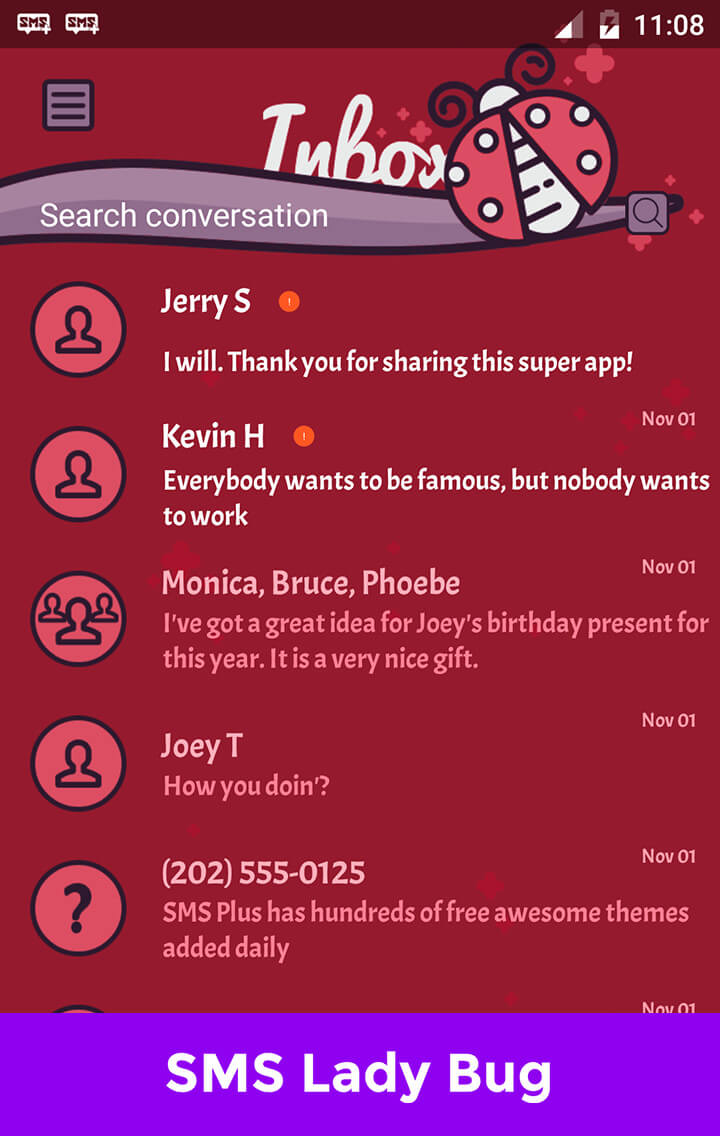 SMS SMS 11:08
Inbox
Search conversation
Jerry S !
I will. Thank you for sharing this super app!
Nov 01
Kevin H !
Everybody wants to be famous, but nobody wants
to work
Nov 01
Monica, Bruce, Phoebe
I've got a great idea for Joey's birthday present for
this year. It is a very nice gift.
Nov 01
Joey T
How you doin'?
Nov 01
(202) 555-0125
?
SMS Plus has hundreds of free awesome themes
added daily
Nov 01
SMS Lady Bug